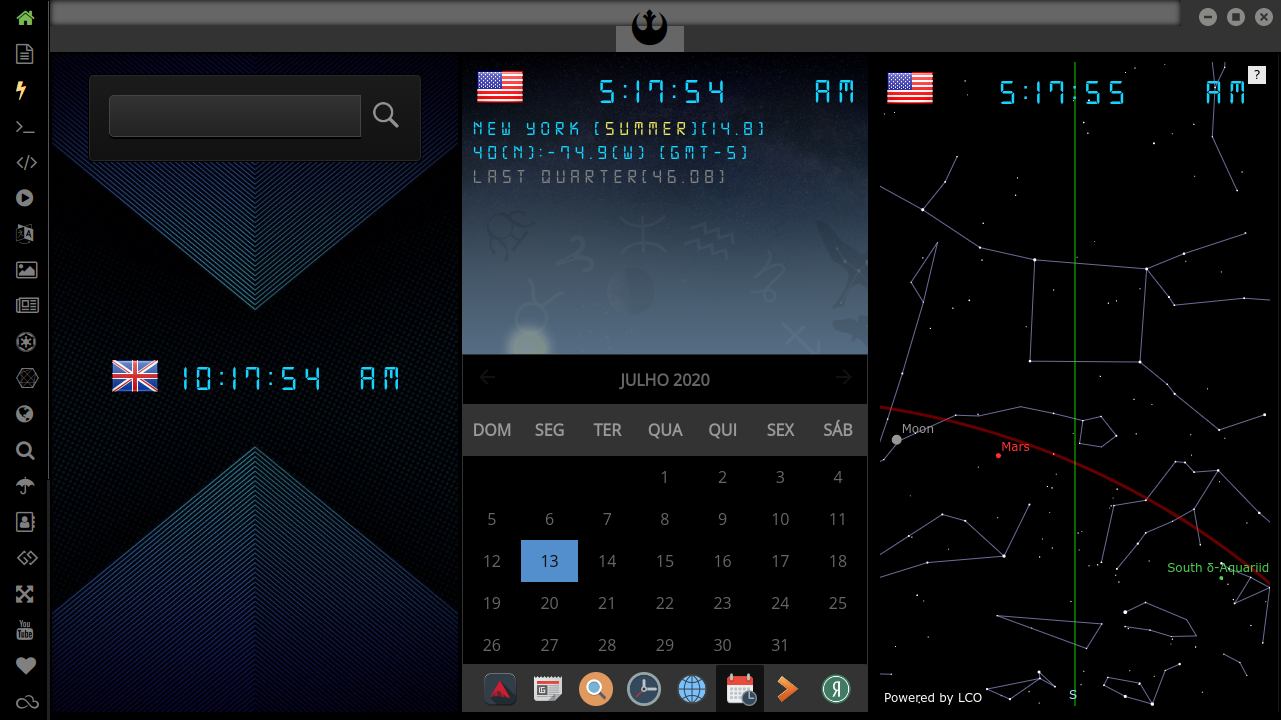 5:17:54 AM
NEW YORK [SUMMER][14.8]
40(N):-74.9(W) [GMT-5]
LAST QUARTER[46.08]
10:17:54 AM
JULHO 2020
DOM SEG TER QUA QUI SEX SÁB
1 2 3 4
5 6 7 8 9 10 11
12 13 14 15 16 17 18
19 20 21 22 23 24 25
26 27 28 29 30 31
You Tube
5:17:55 AM
?
Moon
Mars
South δ-Aquariid
S
Powered by LCO